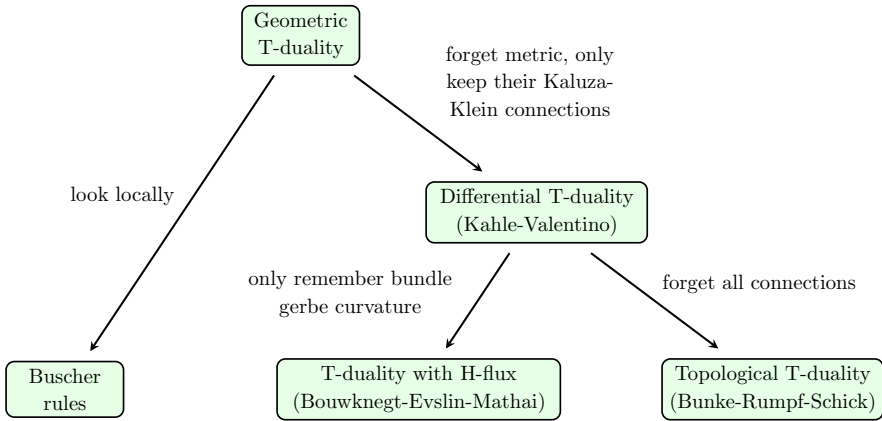 Geometric
T-duality
forget metric, only
keep their Kaluza-
Klein connections
look locally
Differential T-duality
(Kahle-Valentino)
only remember bundle
gerbe curvature
forget all connections
Buscher
rules
T-duality with H-flux
(Bouwknegt-Evslin-Mathai)
Topological T-duality
(Bunke-Rumpf-Schick)